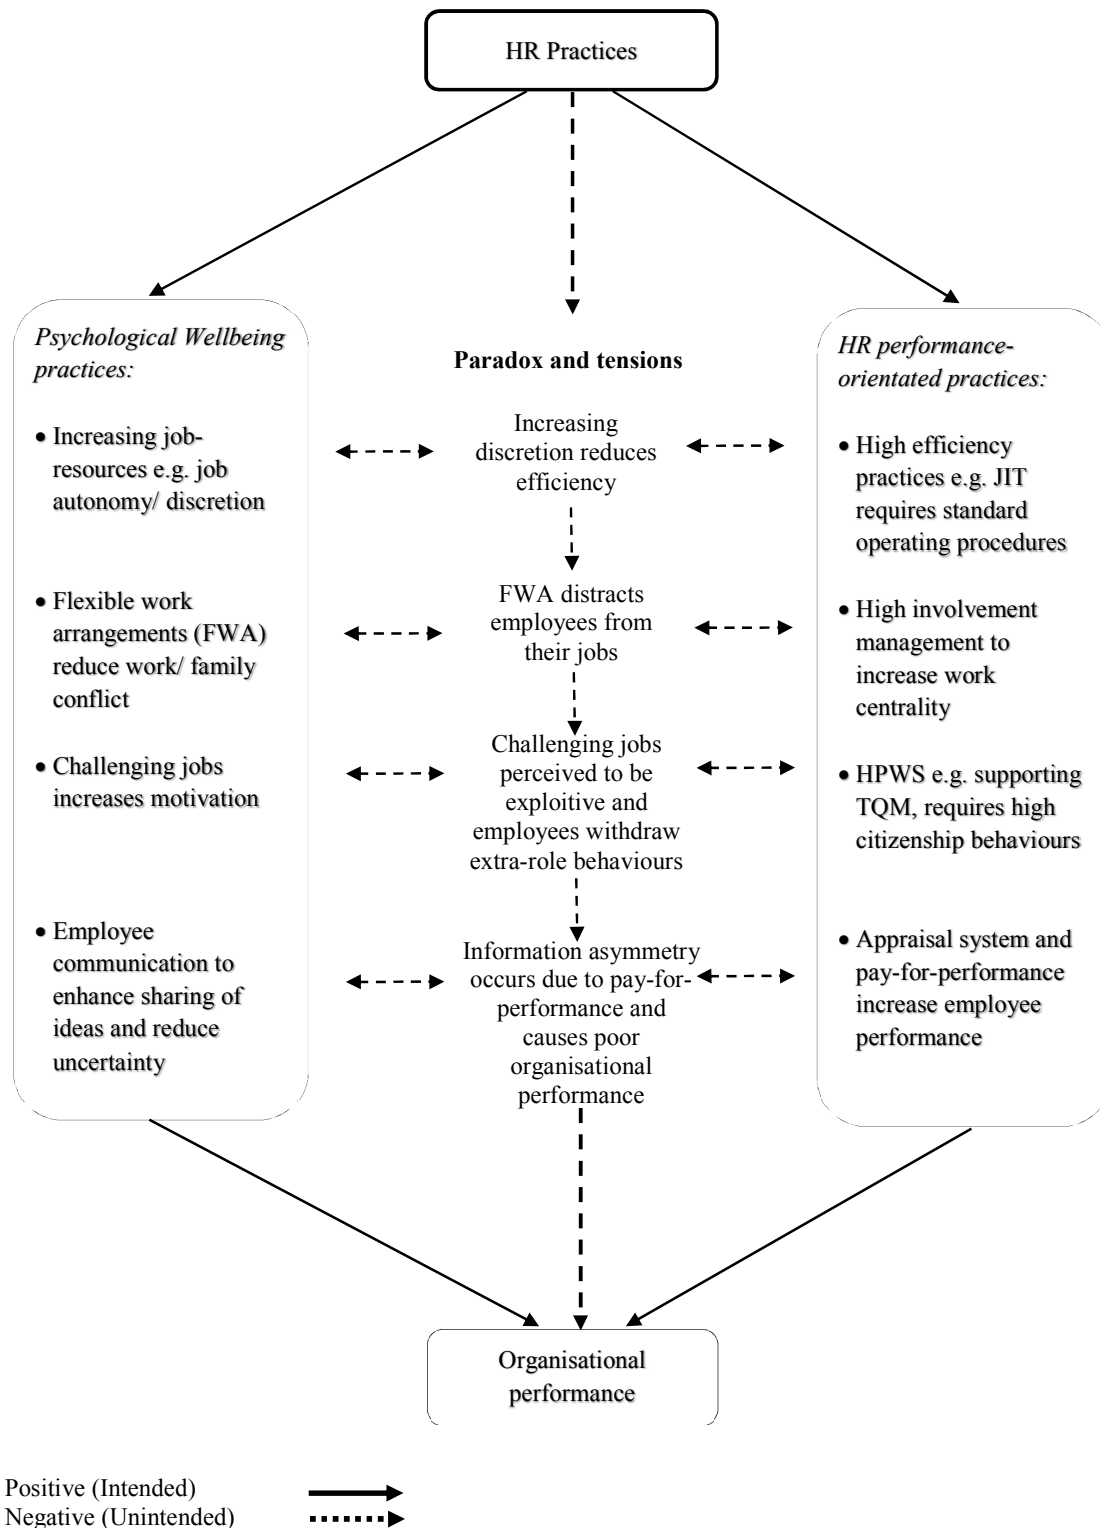 HR Practices
Psychological Wellbeing
practices:
• Increasing job-
resources e.g. job
autonomy/ discretion
• Flexible work
arrangements (FWA)
reduce work/ family
conflict
• Challenging jobs
increases motivation
• Employee
communication to
enhance sharing of
ideas and reduce
uncertainty
Paradox and tensions
Increasing
discretion reduces
efficiency
FWA distracts
employees from
their jobs
Challenging jobs
perceived to be
exploitive and
employees withdraw
extra-role behaviours
Information asymmetry
occurs due to pay-for-
performance and
causes poor
organisational
performance
HR performance-
orientated practices:
• High efficiency
practices e.g. JIT
requires standard
operating procedures
• High involvement
management to
increase work
centrality
• HPWS e.g. supporting
TQM, requires high
citizenship behaviours
• Appraisal system and
pay-for-performance
increase employee
performance
Organisational
performance
Positive (Intended)
Negative (Unintended)